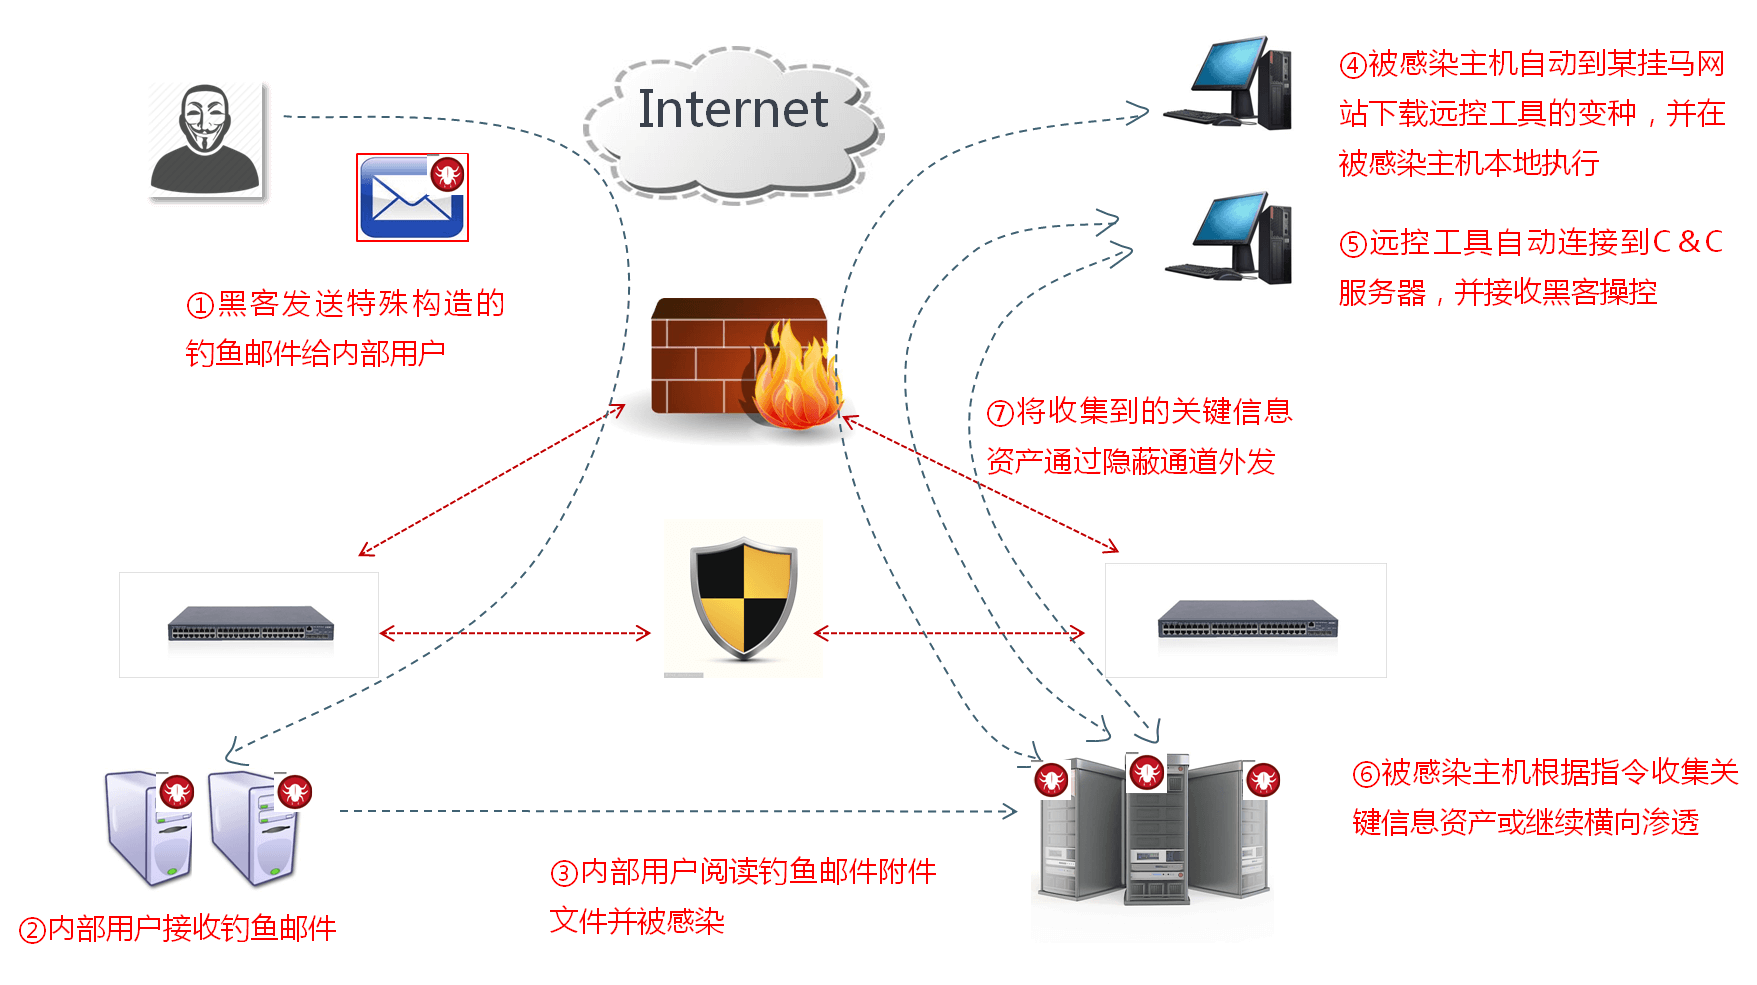 Internet
①黑客发送特殊构造的
钓鱼邮件给内部用户
②内部用户接收钓鱼邮件
③内部用户阅读钓鱼邮件附件
文件并被感染
④被感染主机自动到某挂马网
站下载远控工具的变种，并在
被感染主机本地执行
⑤远控工具自动连接到C＆C
服务器，并接收黑客操控
⑥被感染主机根据指令收集关
键信息资产或继续横向渗透
⑦将收集到的关键信息
资产通过隐蔽通道外发